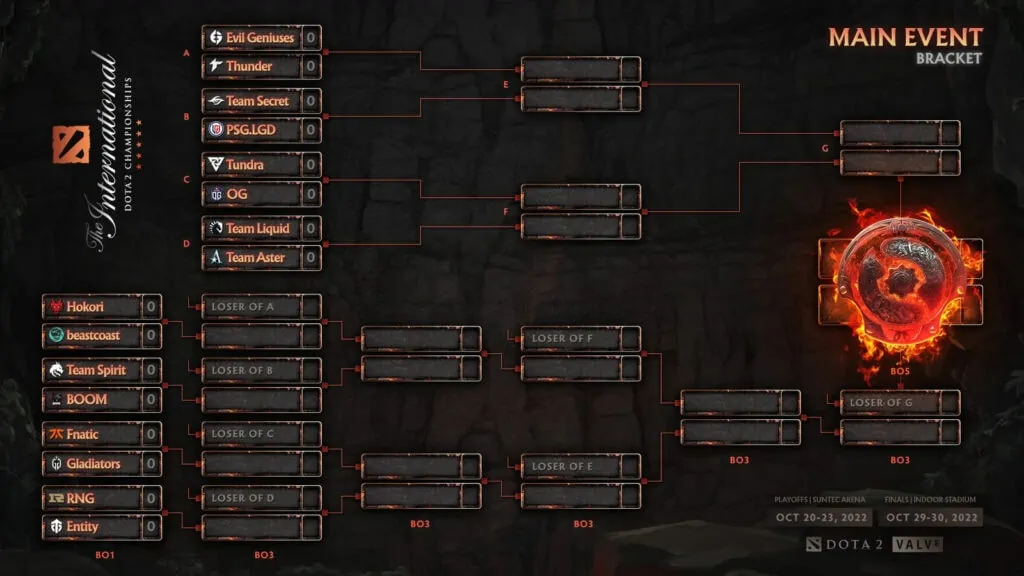 MAIN EVENT
BRACKET
The International
DOTA2 CHAMPIONSHIPS
A
Evil Geniuses 0
Thunder 0
B
Team Secret 0
PSG.LGD 0
C
Tundra 0
OG 0
D
Team Liquid 0
Team Aster 0
E
F
G
Hokori 0
beastcoast 0
Team Spirit 0
BOOM 0
Fnatic 0
Gladiators 0
RNG 0
Entity 0
BO1
LOSER OF A
LOSER OF B
LOSER OF C
LOSER OF D
BO3
BO3
LOSER OF F
LOSER OF E
BO3
BO3
BO5
LOSER OF G
BO3
PLAYOFFS | SUNTEC ARENA
OCT 20-23, 2022
FINALS | INDOOR STADIUM
OCT 29-30, 2022
DOTA 2 VALVE